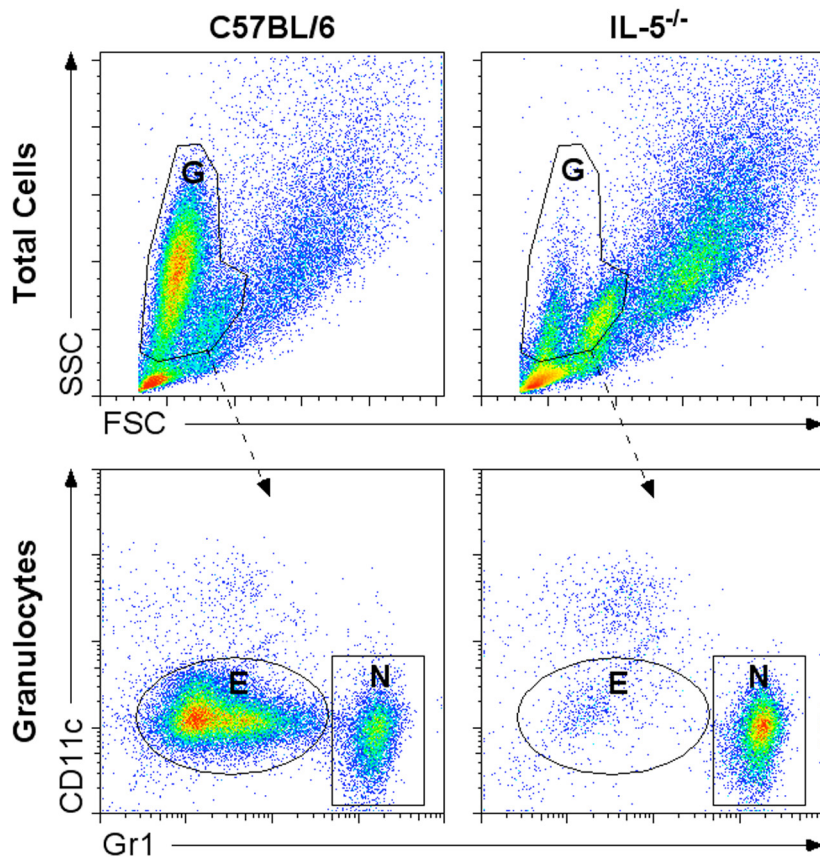 C57BL/6 IL-5-/-
Total Cells
SSC
G G
FSC
Granulocytes
CD11c
E N E N
Gr1